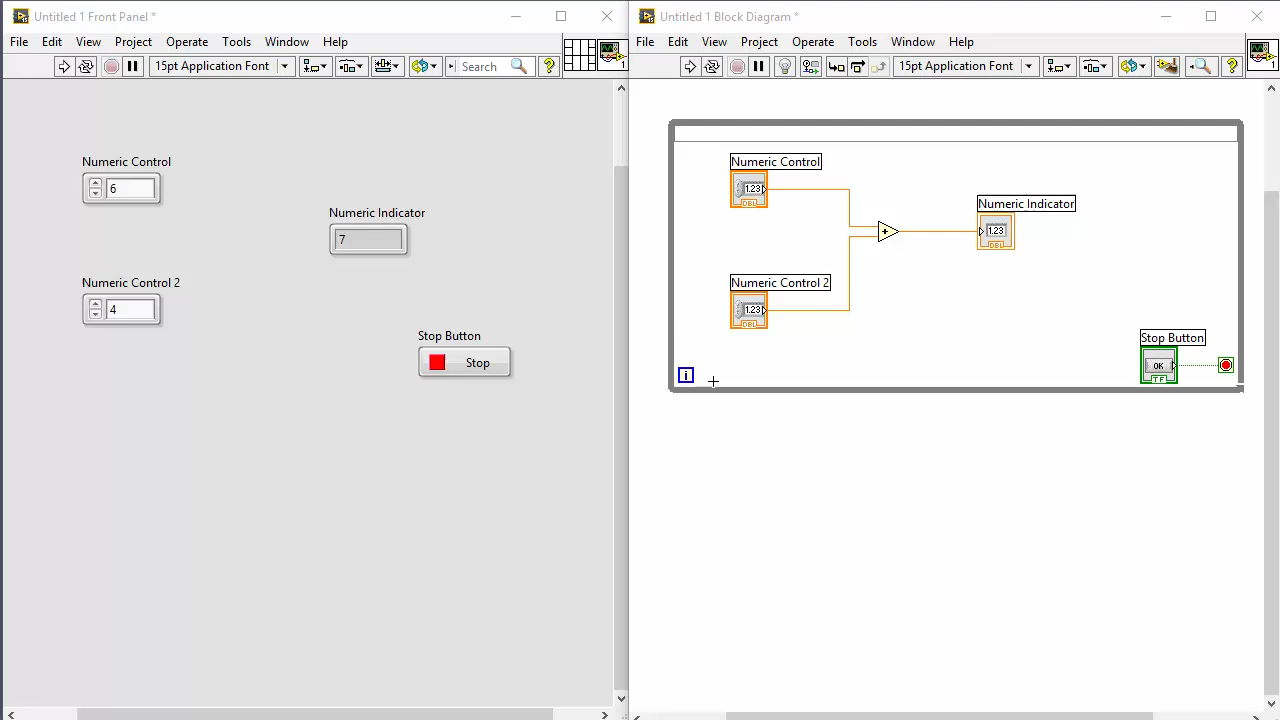 Untitled 1 Front Panel *
File Edit View Project Operate Tools Window Help
15pt Application Font Search ?
1
Numeric Control
6
Numeric Indicator
7
Numeric Control 2
4
Stop Button
Stop
Untitled 1 Block Diagram *
File Edit View Project Operate Tools Window Help
15pt Application Font ?
1
Numeric Control
1.23
DBL
Numeric Indicator
1.23
DBL
+
Numeric Control 2
1.23
DBL
Stop Button
OK
TF
i